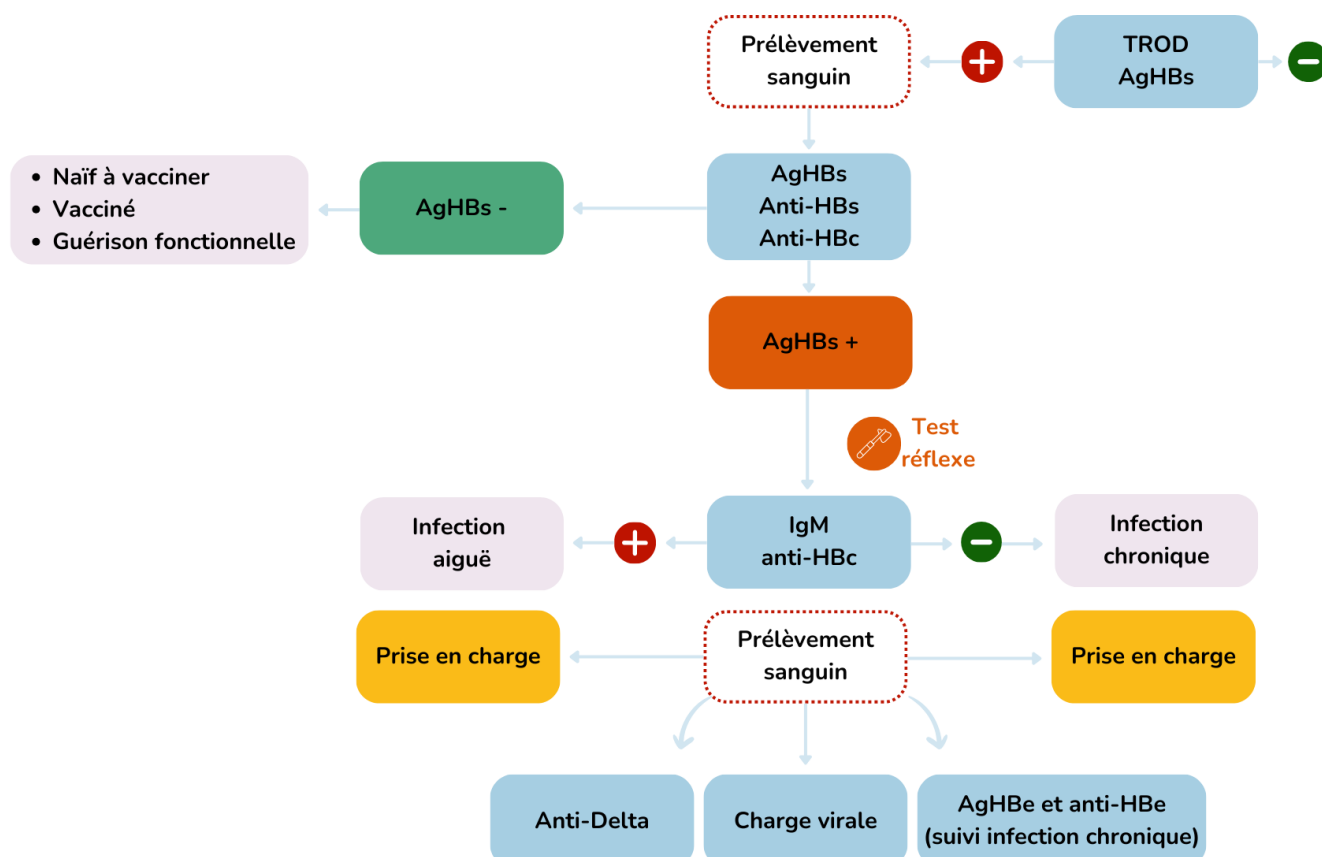 Prélèvement
sanguin
TROD
AgHBs
AgHBs
Anti-HBs
Anti-HBc
AgHBs -
• Naïf à vacciner
• Vacciné
• Guérison fonctionnelle
AgHBs +
Test
réflexe
Infection
aiguë
IgM
anti-HBc
Infection
chronique
Prise en charge
Prélèvement
sanguin
Prise en charge
Anti-Delta
Charge virale
AgHBe et anti-HBe
(suivi infection chronique)